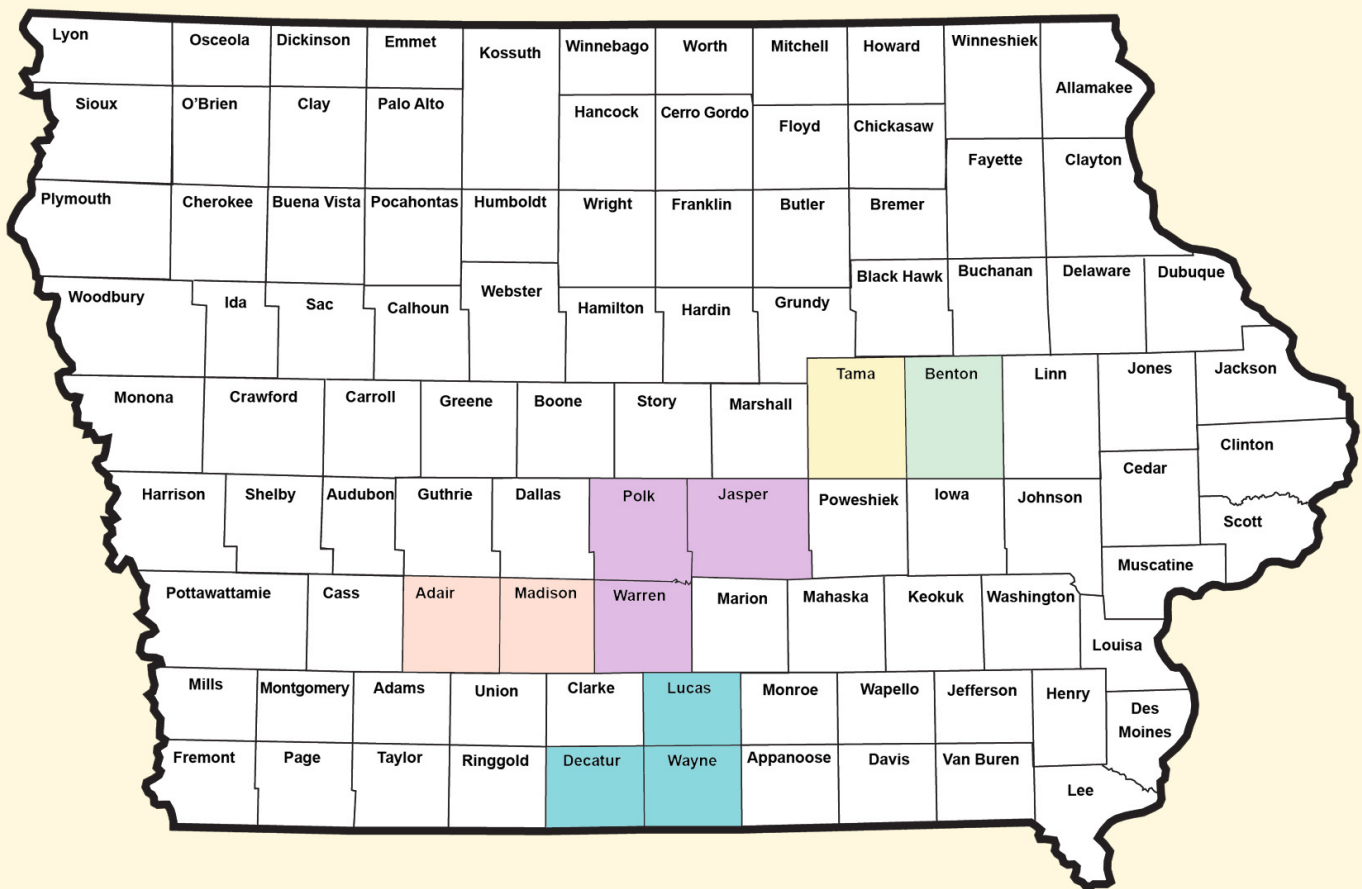 Lyon
Osceola
Dickinson
Emmet
Kossuth
Winnebago
Worth
Mitchell
Howard
Winneshiek
Allamakee
Sioux
O'Brien
Clay
Palo Alto
Hancock
Cerro Gordo
Floyd
Chickasaw
Fayette
Clayton
Plymouth
Cherokee
Buena Vista
Pocahontas
Humboldt
Wright
Franklin
Butler
Bremer
Black Hawk
Buchanan
Delaware
Dubuque
Woodbury
Ida
Sac
Calhoun
Webster
Hamilton
Hardin
Grundy
Tama
Benton
Linn
Jones
Jackson
Monona
Crawford
Carroll
Greene
Boone
Story
Marshall
Clinton
Cedar
Harrison
Shelby
Audubon
Guthrie
Dallas
Polk
Jasper
Poweshiek
Iowa
Johnson
Scott
Muscatine
Pottawattamie
Cass
Adair
Madison
Warren
Marion
Mahaska
Keokuk
Washington
Louisa
Mills
Montgomery
Adams
Union
Clarke
Lucas
Monroe
Wapello
Jefferson
Henry
Des
Moines
Fremont
Page
Taylor
Ringgold
Decatur
Wayne
Appanoose
Davis
Van Buren
Lee